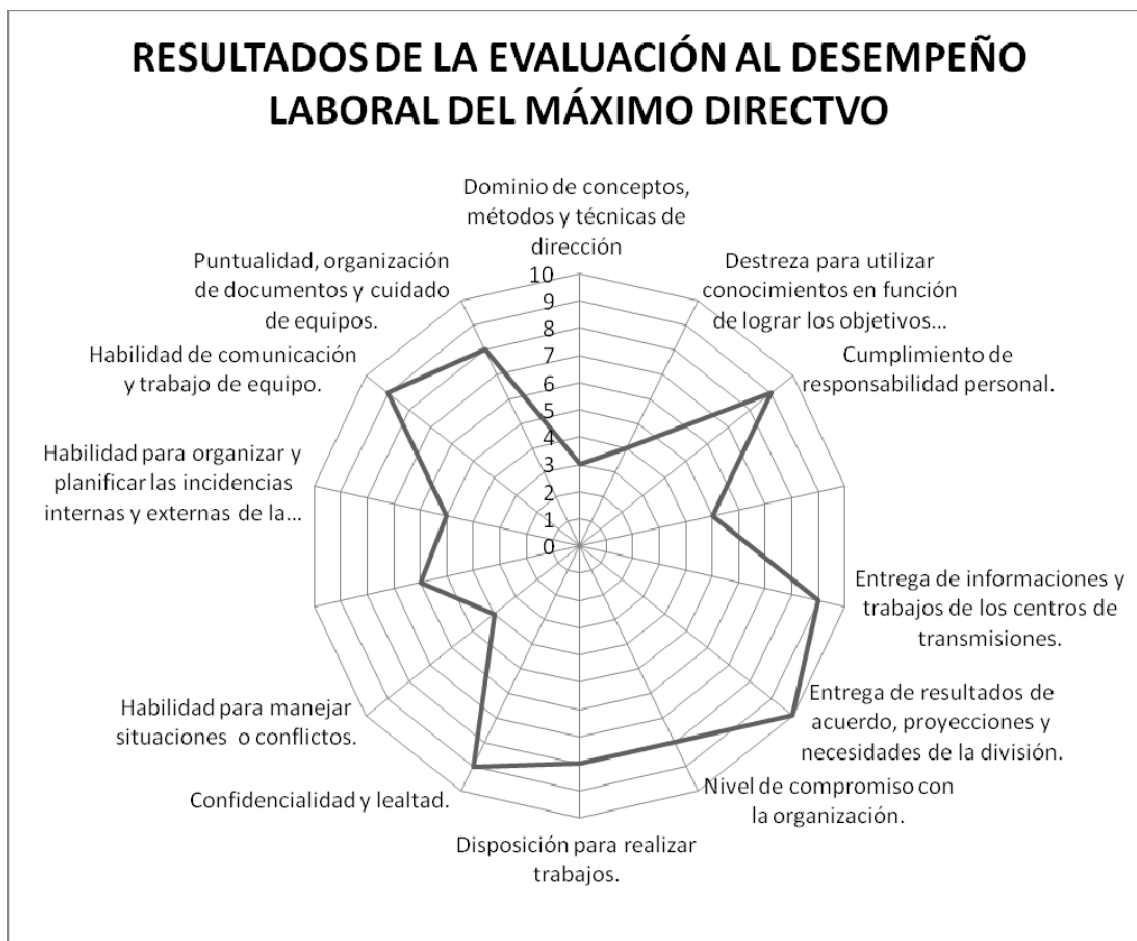 RESULTADOS DE LA EVALUACIÓN AL DESEMPEÑO
LABORAL DEL MÁXIMO DIRECTVO
Dominio de conceptos,
métodos y técnicas de
dirección
Destreza para utilizar
conocimientos en función
de lograr los objetivos...
Cumplimiento de
responsabilidad personal.
Entrega de informaciones y
trabajos de los centros de
transmisiones.
Entrega de resultados de
acuerdo, proyecciones y
necesidades de la división.
Nivel de compromiso con
la organización.
Disposición para realizar
trabajos.
Confidencialidad y lealtad.
Habilidad para manejar
situaciones o conflictos.
Habilidad para organizar y
planificar las incidencias
internas y externas de la...
Habilidad de comunicación
y trabajo de equipo.
Puntualidad, organización
de documentos y cuidado
de equipos.
10
9
8
7
6
5
4
3
2
1
0